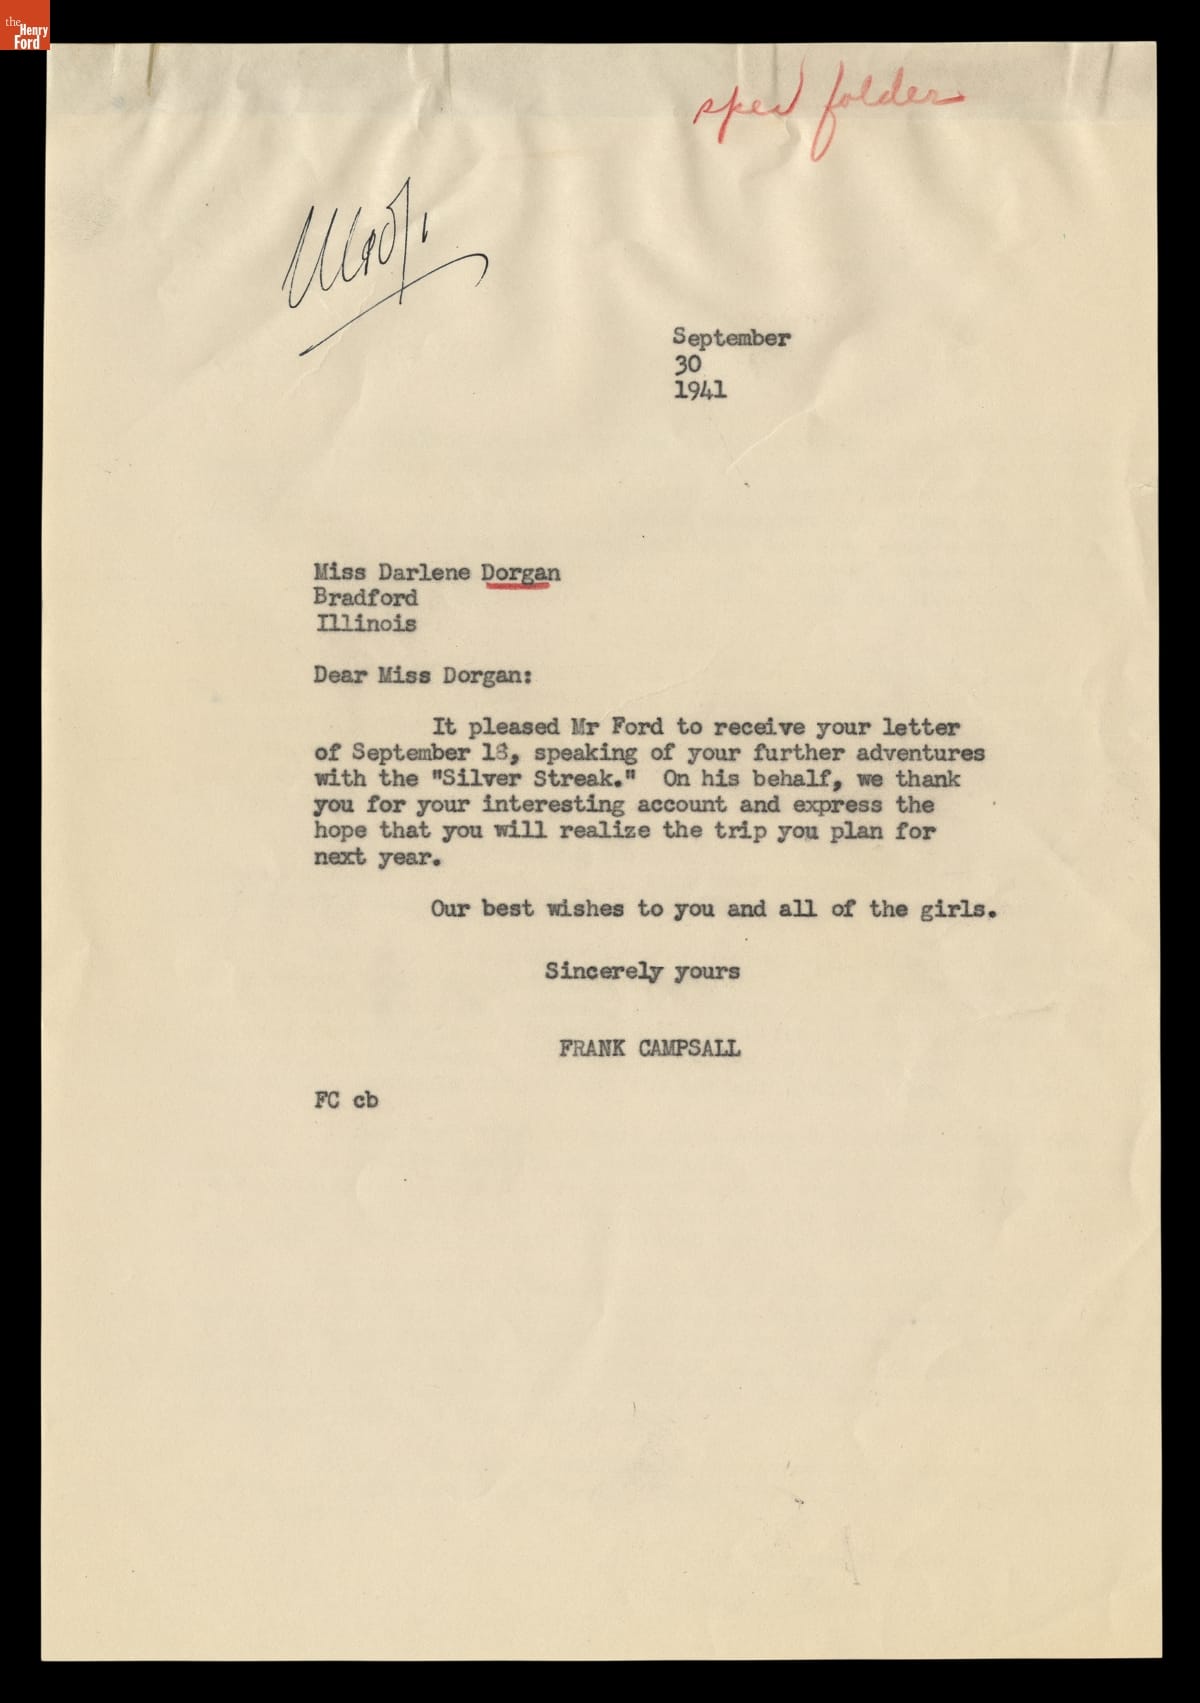 the
Henry
Ford
folder
September
30
1941
Miss Darlene Dorgan
Bradford
Illinois
Dear Miss Dorgan:
It pleased Mr Ford to receive your letter
of September 18, speaking of your further adventures
with the "Silver Streak." On his behalf, we thank
you for your interesting account and express the
hope that you will realize the trip you plan for
next year.
Our best wishes to you and all of the girls.
Sincerely yours
FRANK CAMPSALL
FC cb